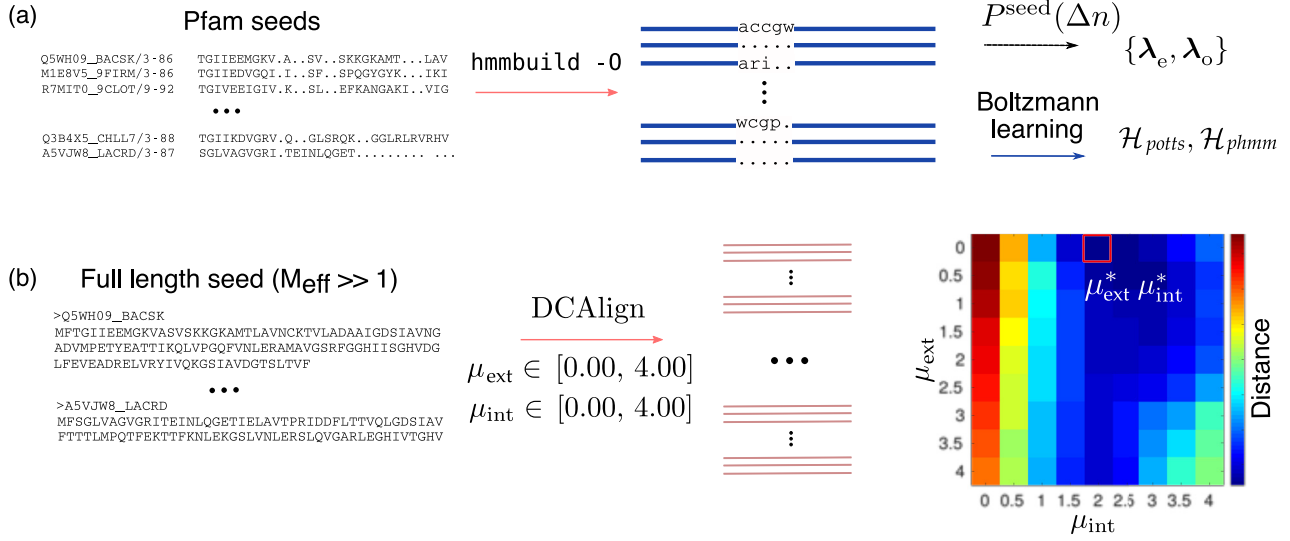 (a)
Pfam seeds
Q5WH09_BACSK/3-86 TGIIEEMGKV.A..SV..SKKGKAMT...LAV
M1E8V5_9FIRM/3-86 TGIIEDVGQI.I..SF..SPQGYGYK...IKI
R7MIT0_9CLOT/9-92 TGIVEEIGIV.K..SL..EFKANGAKI..VIG
•••
Q3B4X5_CHLL7/3-88 TGIIKDVGRV.Q..GLSRQK..GGLRLRVRHV
A5VJW8_LACRD/3-87 SGLVAGVGRI.TEINLQGET......... ...
hmmbuild -O
accgw
.....
ari..
⋮
wcgp.
.....
.....
P^seed(Δn)
{λ_e, λ_o}
Boltzmann
learning
H_potts, H_phmm
(b)
Full length seed (M_eff >> 1)
>Q5WH09_BACSK
MFTGIIEEMGKVASVSKKGKAMTLAVNCKTVLADAAIGDSIAVNG
ADVMPETYEATTIKQLVPGQFVNLERAMAVGSRFGGHIISGHVDG
LFEVEADRELVRYIVQKGSIAVDGTSLTVF
•••
>A5VJW8_LACRD
MFSGLVAGVGRITEINLQGETIELAVTPRIDDFLTTVQLGDSIAV
FTTTLMPQTFEKTTFKNLEKGSLVNLERSLQVGARLEGHIVTGHV
DCAlign
μ_ext ∈ [0.00, 4.00]
μ_int ∈ [0.00, 4.00]
⋮
•••
⋮
μ*_ext μ*_int
μ_ext
0
0.5
1
1.5
2
2.5
3
3.5
4
0 0.5 1 1.5 2 2.5 3 3.5 4
μ_int
Distance